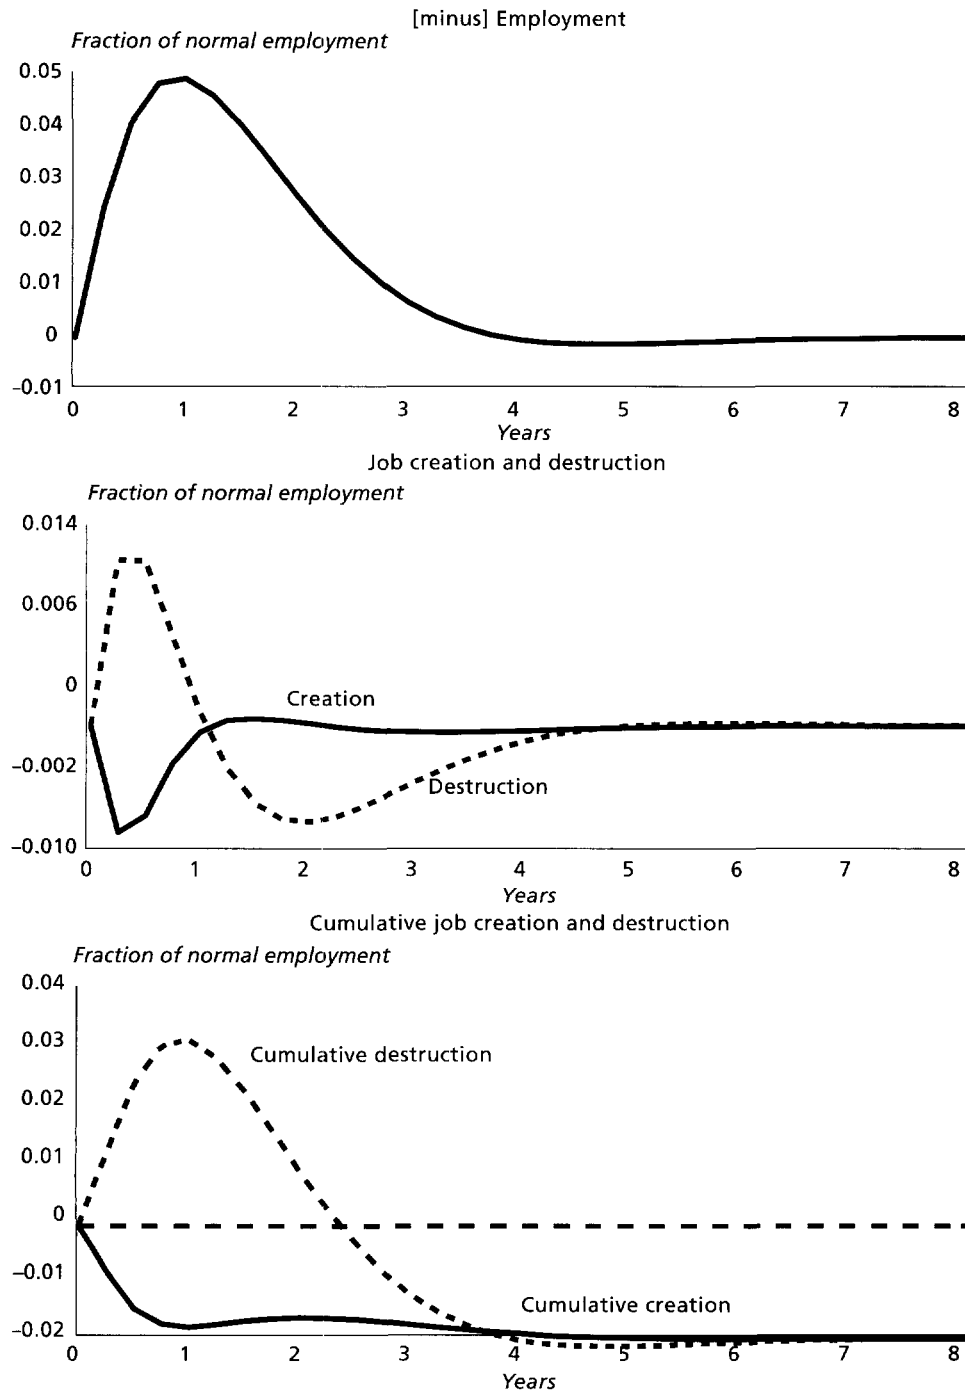 [minus] Employment
Fraction of normal employment
0.05
0.04
0.03
0.02
0.01
0
–0.01
0 1 2 3 4 5 6 7 8
Years
Job creation and destruction
Fraction of normal employment
0.014
0.006
0
–0.002
–0.010
Creation
Destruction
0 1 2 3 4 5 6 7 8
Years
Cumulative job creation and destruction
Fraction of normal employment
0.04
0.03
0.02
0.01
0
–0.01
–0.02
Cumulative destruction
Cumulative creation
0 1 2 3 4 5 6 7 8
Years